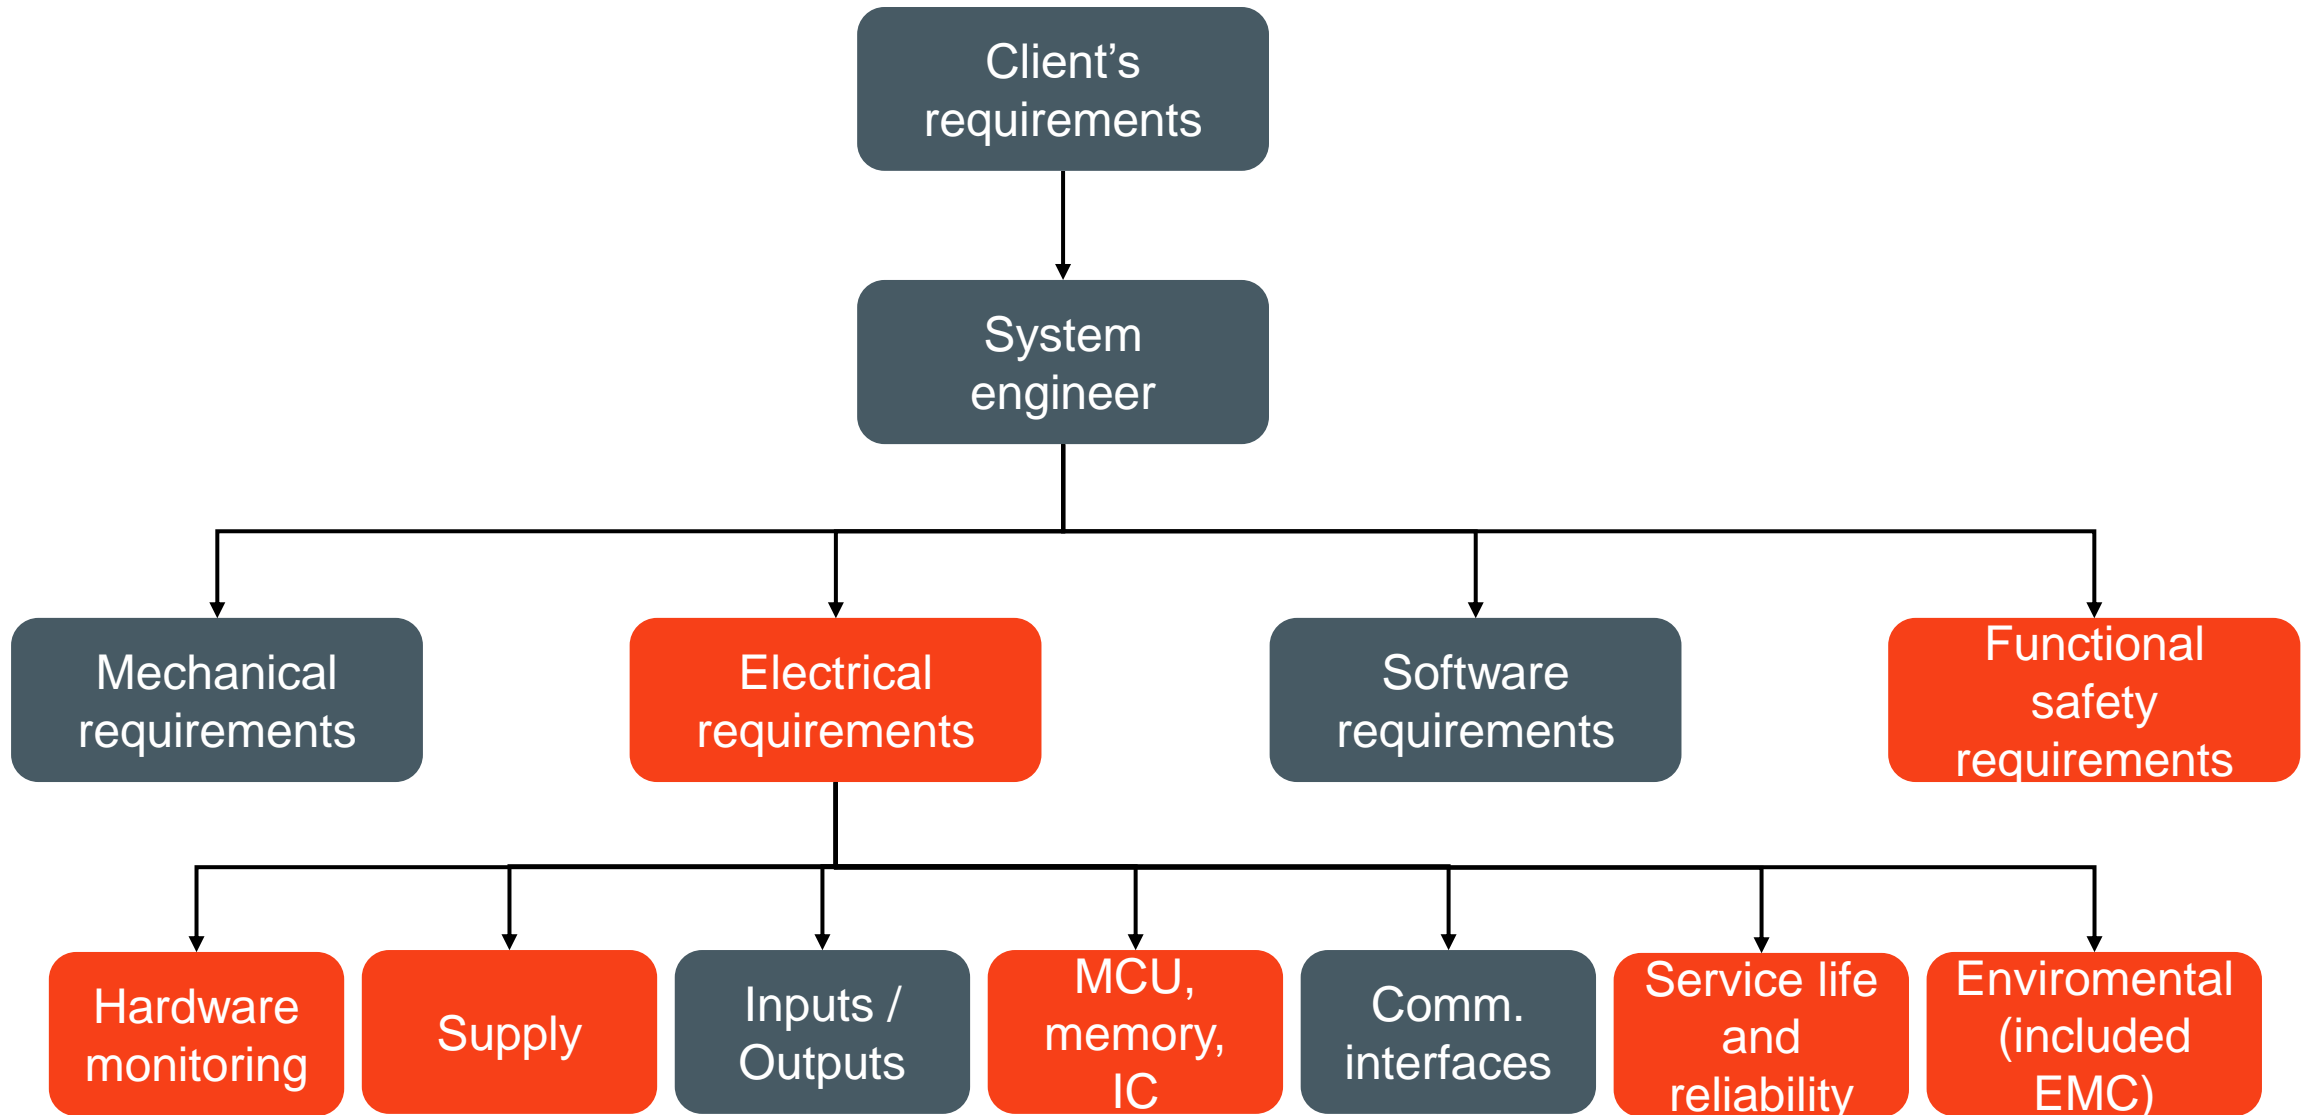 Client’s
requirements
System
engineer
Mechanical
requirements
Electrical
requirements
Software
requirements
Functional
safety
requirements
Hardware
monitoring
Supply
Inputs /
Outputs
MCU,
memory,
IC
Comm.
interfaces
Service life
and
reliability
Enviromental
(included
EMC)